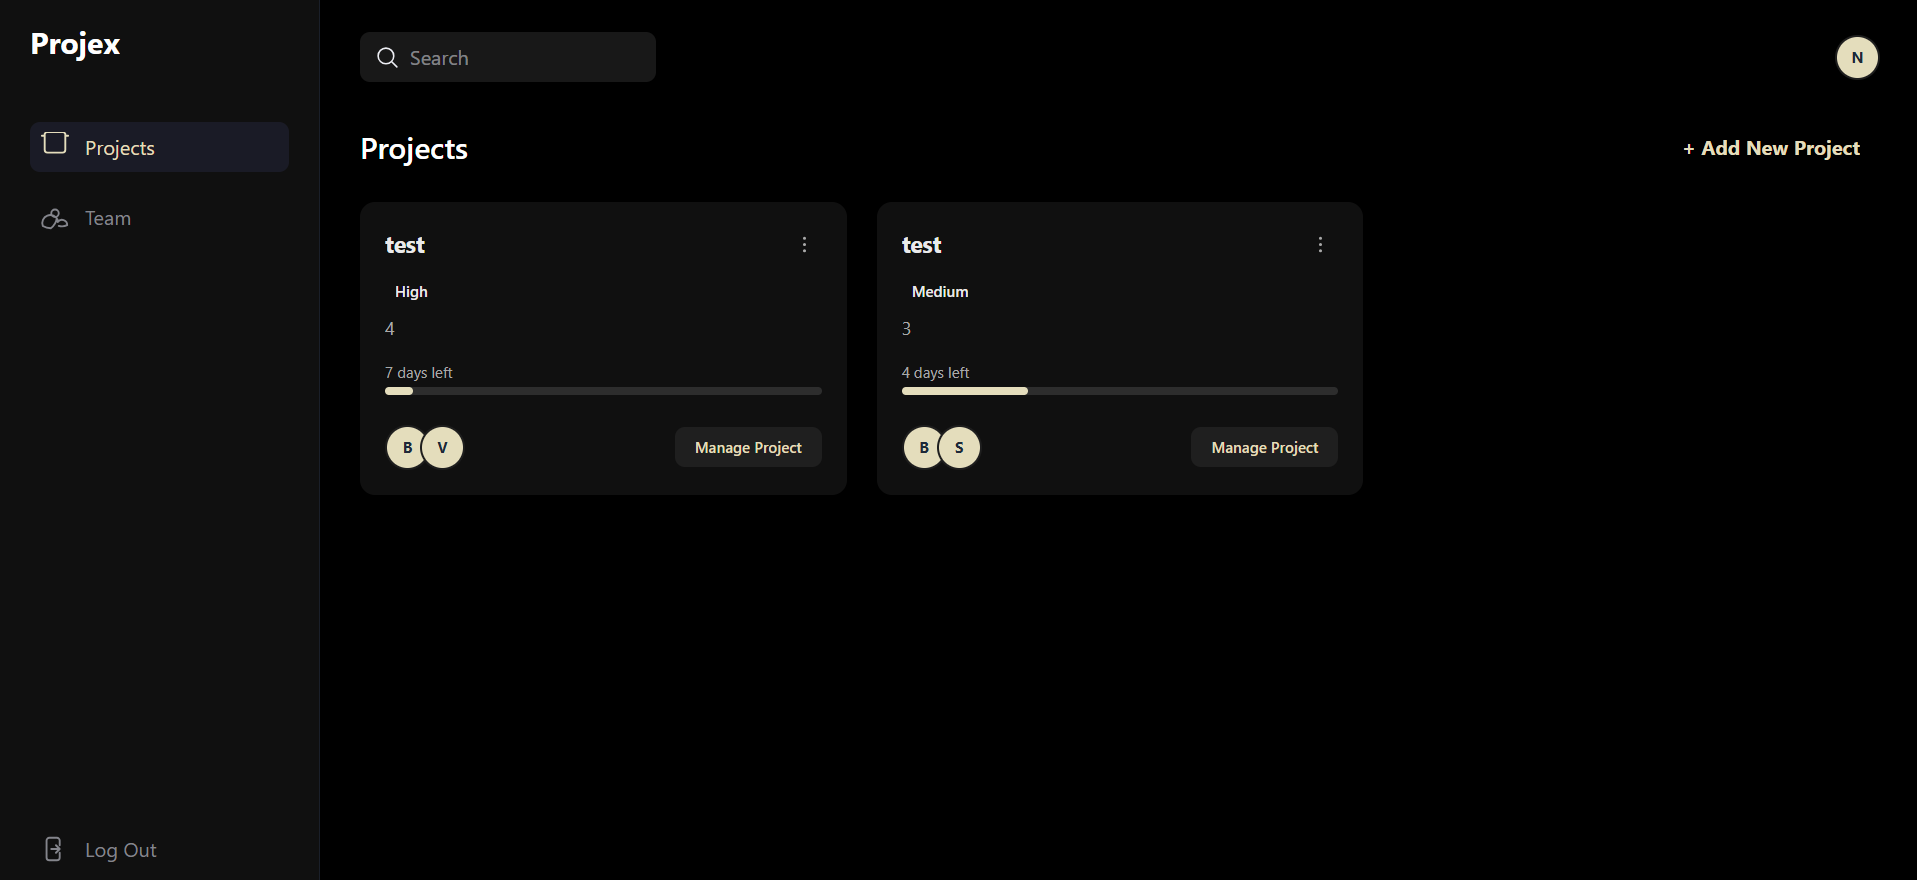 Projex
Projects
Team
Log Out
Search
N
Projects
+ Add New Project
test
High
4
7 days left
B V
Manage Project
test
Medium
3
4 days left
B S
Manage Project